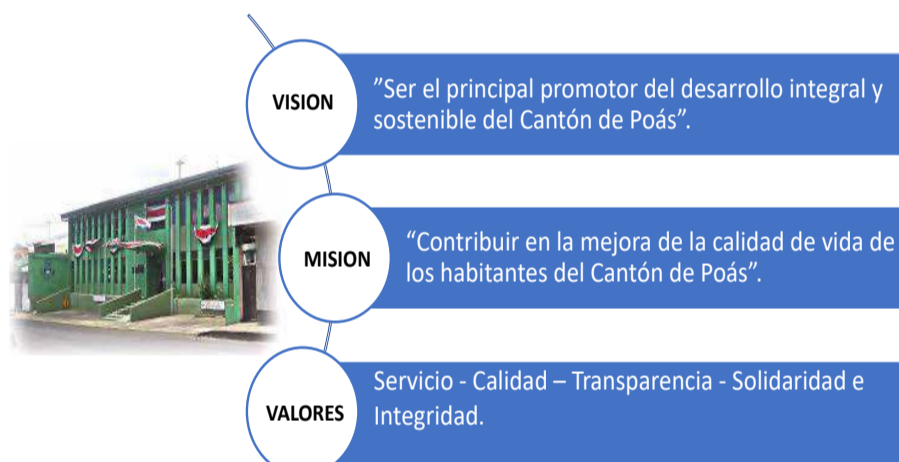 VISION
”Ser el principal promotor del desarrollo integral y
sostenible del Cantón de Poás”.
MISION
“Contribuir en la mejora de la calidad de vida de
los habitantes del Cantón de Poás”.
VALORES
Servicio - Calidad – Transparencia - Solidaridad e
Integridad.